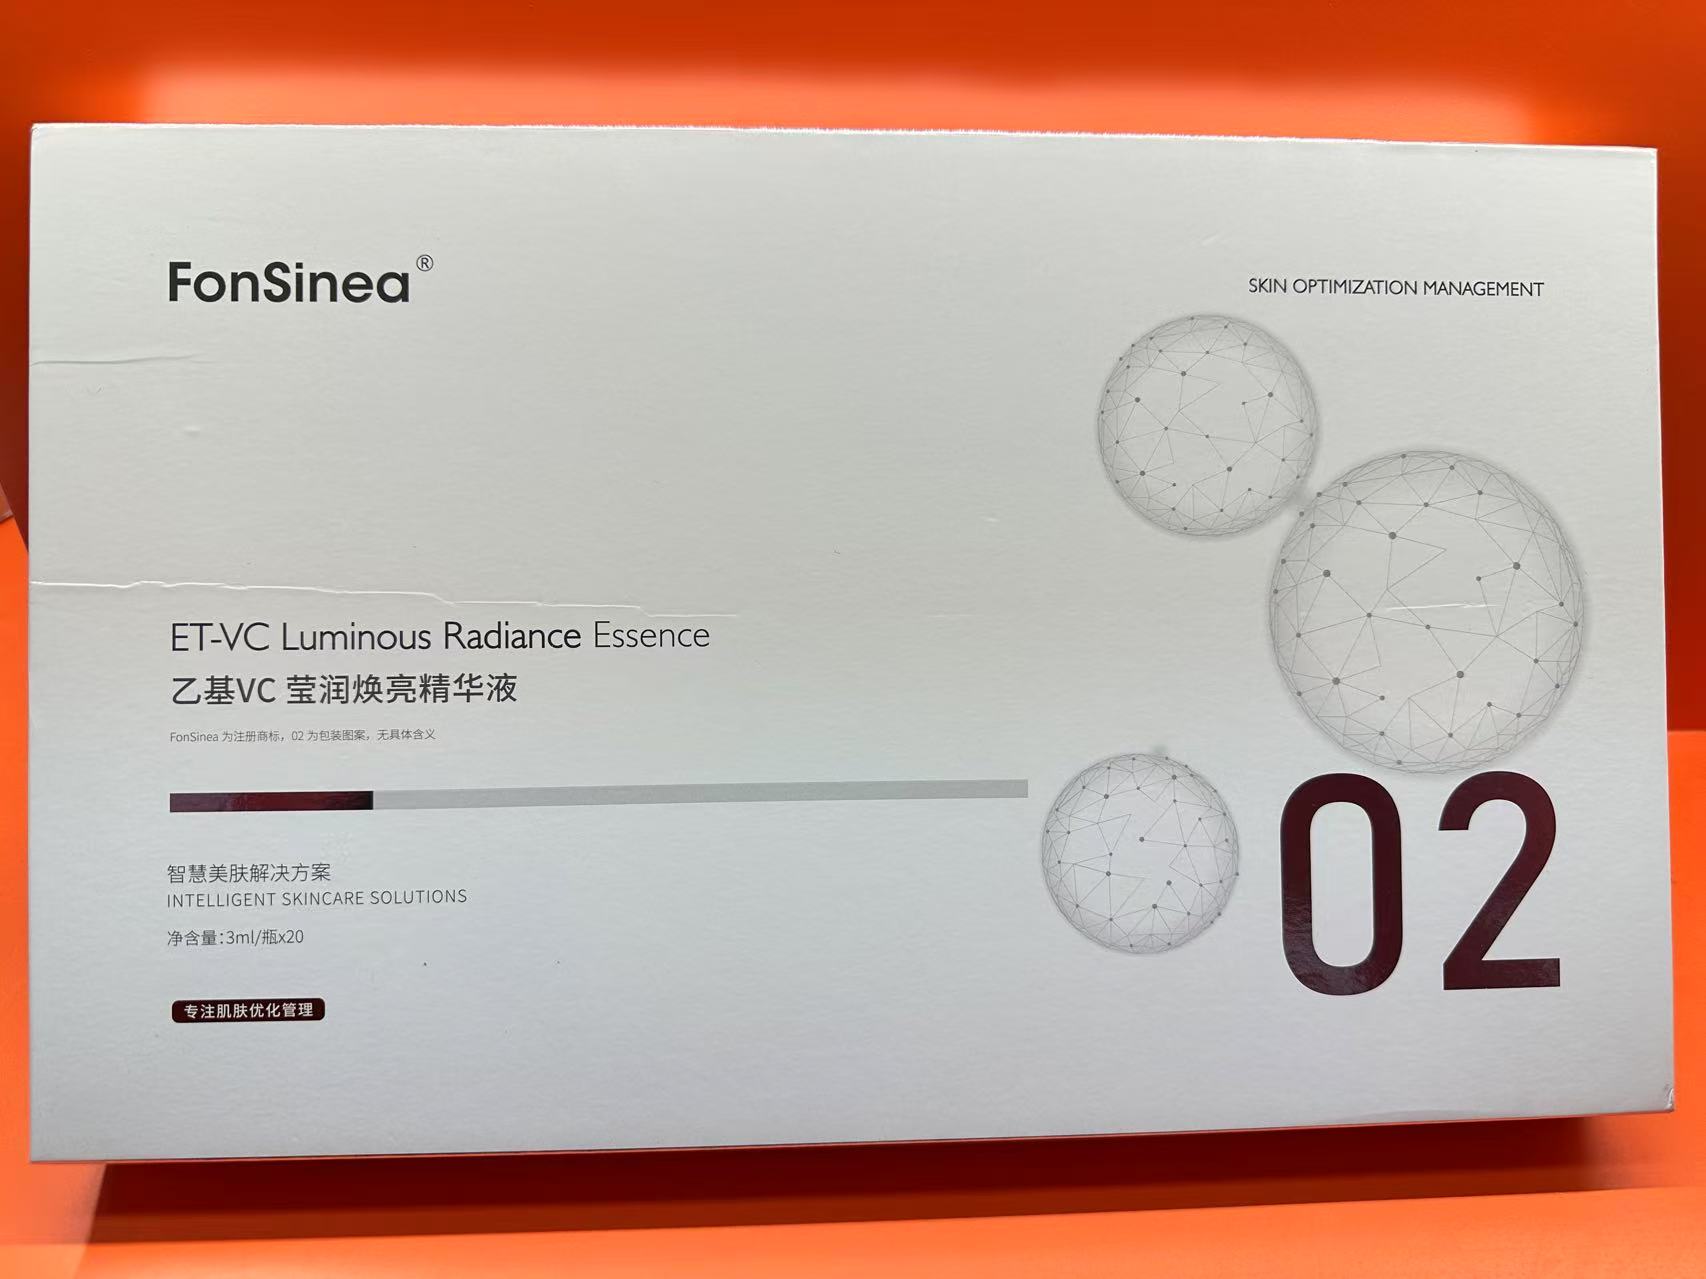 FonSinea®
SKIN OPTIMIZATION MANAGEMENT
ET-VC Luminous Radiance Essence
乙基VC 莹润焕亮精华液
FonSinea 为注册商标，02 为包装图案，无具体含义
02
智慧美肤解决方案
INTELLIGENT SKINCARE SOLUTIONS
净含量：3ml/瓶x20
专注肌肤优化管理